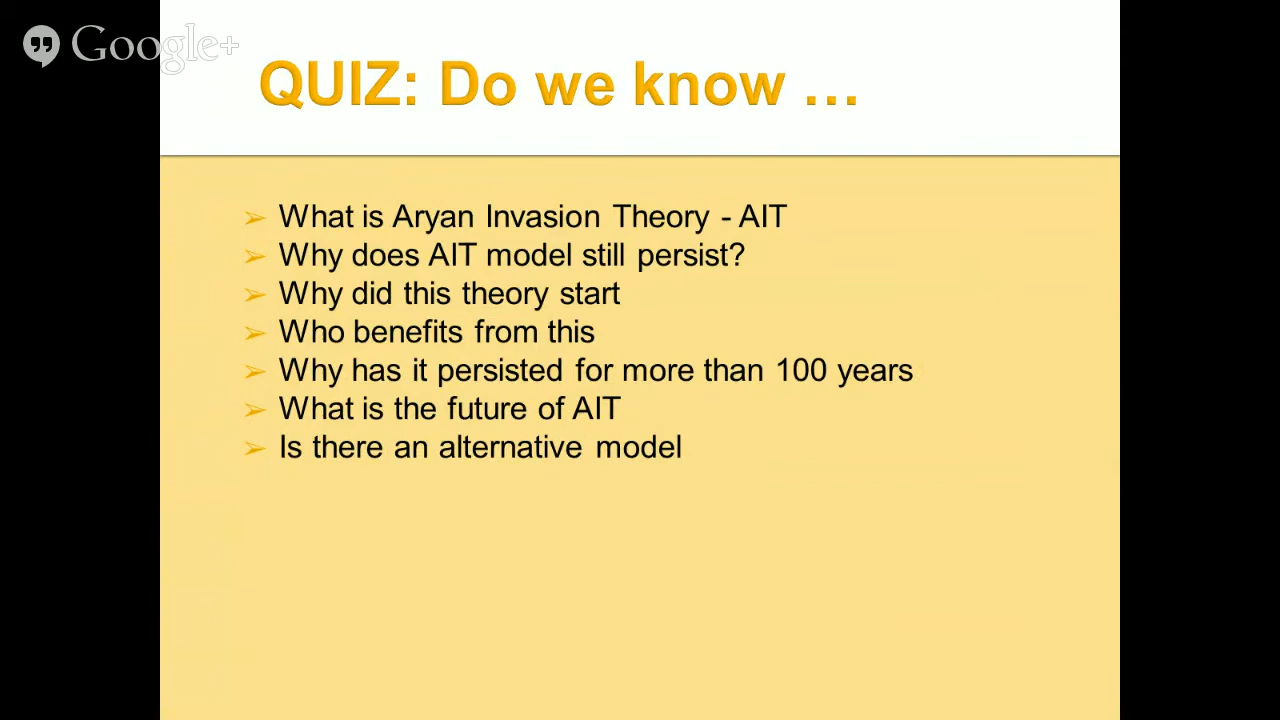 Google+
QUIZ: Do we know ...
➢ What is Aryan Invasion Theory - AIT
➢ Why does AIT model still persist?
➢ Why did this theory start
➢ Who benefits from this
➢ Why has it persisted for more than 100 years
➢ What is the future of AIT
➢ Is there an alternative model